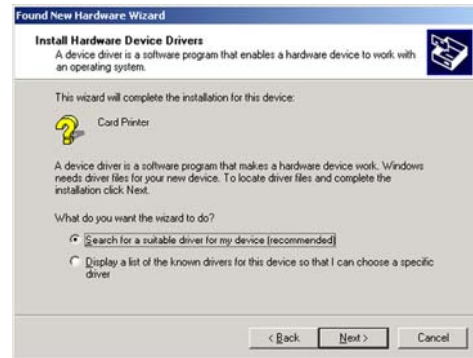 Found New Hardware Wizard
Install Hardware Device Drivers
A device driver is a software program that enables a hardware device to work with
an operating system.
This wizard will complete the installation for this device:
Card Printer
A device driver is a software program that makes a hardware device work. Windows
needs driver files for your new device. To locate driver files and complete the
installation click Next.
What do you want the wizard to do?
Search for a suitable driver for my device (recommended)
Display a list of the known drivers for this device so that I can choose a specific
driver
< Back Next > Cancel